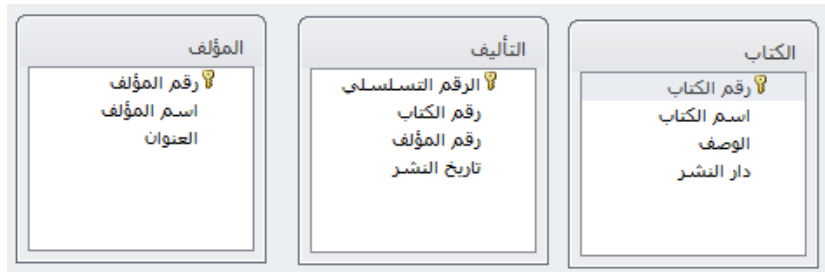 الكتاب
رقم الكتاب
اسم الكتاب
الوصف
دار النشر
التأليف
الرقم التسلسلي
رقم الكتاب
رقم المؤلف
تاريخ النشر
المؤلف
رقم المؤلف
اسم المؤلف
العنوان